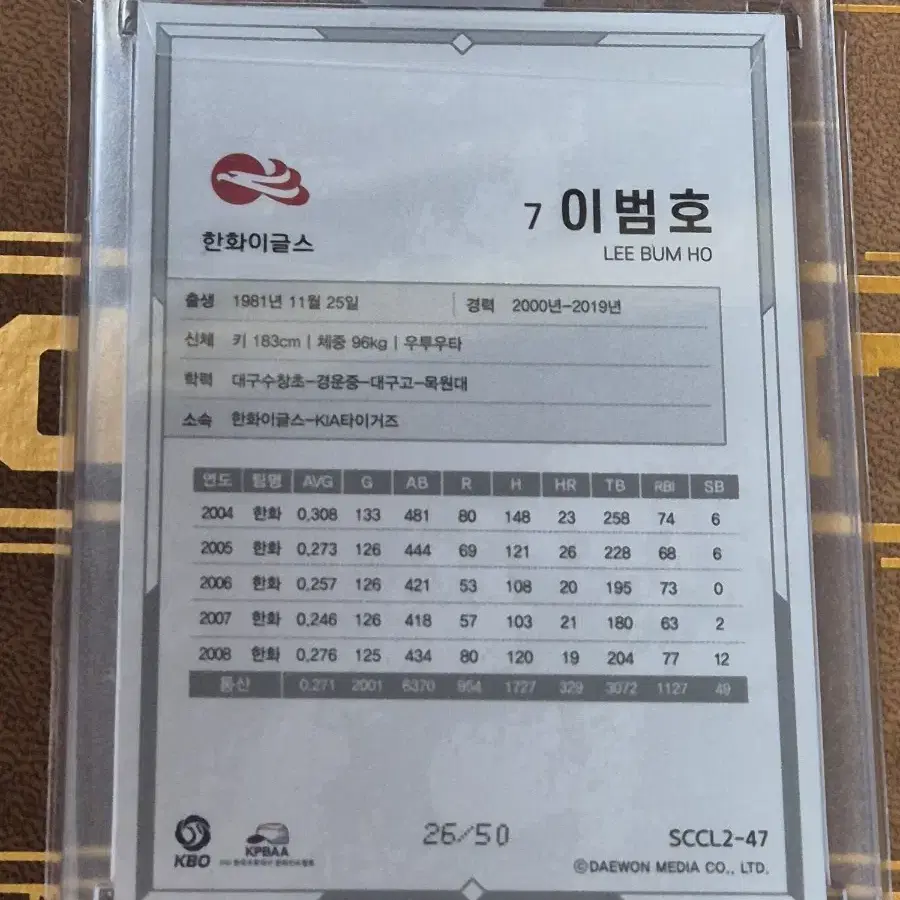 한화이글스
7 이범호
LEE BUM HO
출생 1981년 11월 25일 경력 2000년-2019년
신체 키 183cm | 체중 96kg | 우투우타
학력 대구수창초-경운중-대구고-목원대
소속 한화이글스-KIA타이거즈
연도 팀명 AVG G AB R H HR TB RBI SB
2004 한화 0.308 133 481 80 148 23 258 74 6
2005 한화 0.273 126 444 69 121 26 228 68 6
2006 한화 0.257 126 421 53 108 20 195 73 0
2007 한화 0.246 126 418 57 103 21 180 63 2
2008 한화 0.276 125 434 80 120 19 204 77 12
통산 0.271 2001 6370 954 1727 329 3072 1127 49
KBO
KPBAA
26/50
SCCL2-47
©DAEWON MEDIA CO., LTD.